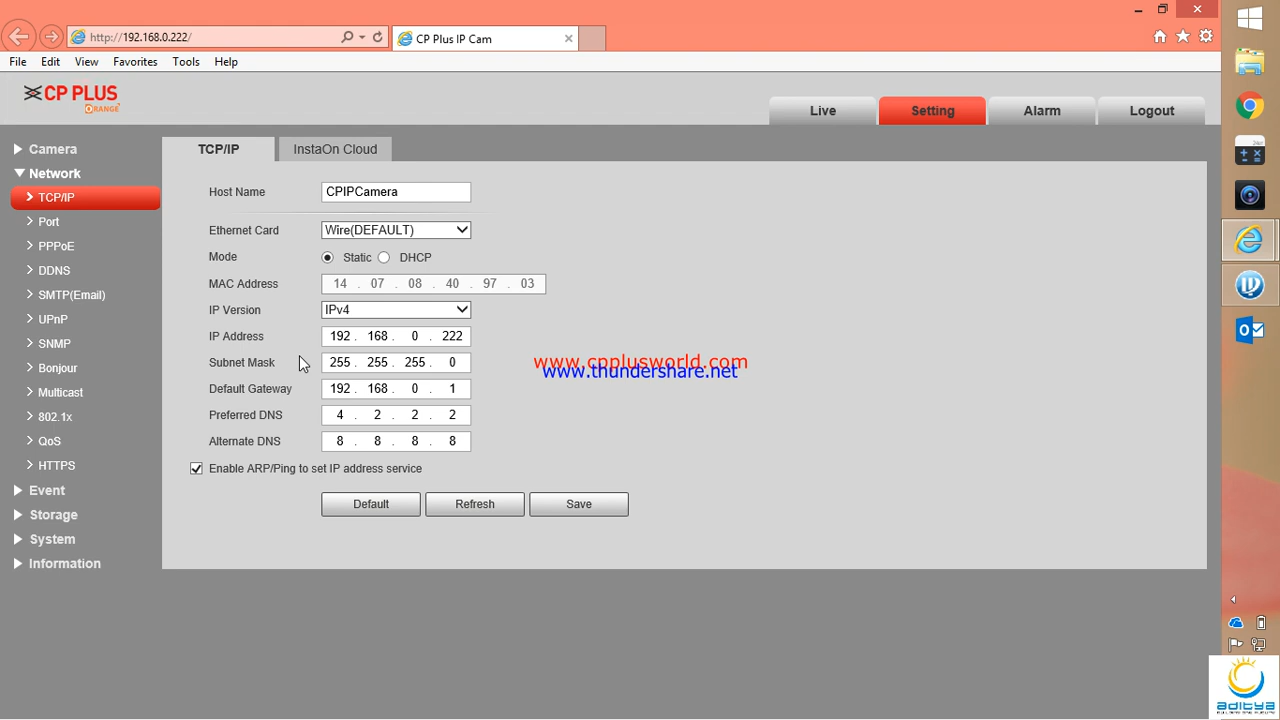 http://192.168.0.222/
CP Plus IP Cam
File Edit View Favorites Tools Help
CP PLUS
ORANGE
Live Setting Alarm Logout
Camera
Network
TCP/IP
Port
PPPoE
DDNS
SMTP(Email)
UPnP
SNMP
Bonjour
Multicast
802.1x
QoS
HTTPS
Event
Storage
System
Information
TCP/IP InstaOn Cloud
Host Name CPIPCamera
Ethernet Card Wire(DEFAULT)
Mode Static DHCP
MAC Address 14 . 07 . 08 . 40 . 97 . 03
IP Version IPv4
IP Address 192 . 168 . 0 . 222
Subnet Mask 255 . 255 . 255 . 0
Default Gateway 192 . 168 . 0 . 1
Preferred DNS 4 . 2 . 2 . 2
Alternate DNS 8 . 8 . 8 . 8
Enable ARP/Ping to set IP address service
Default Refresh Save
www.cpplusworld.com
www.thundershare.net
aditya